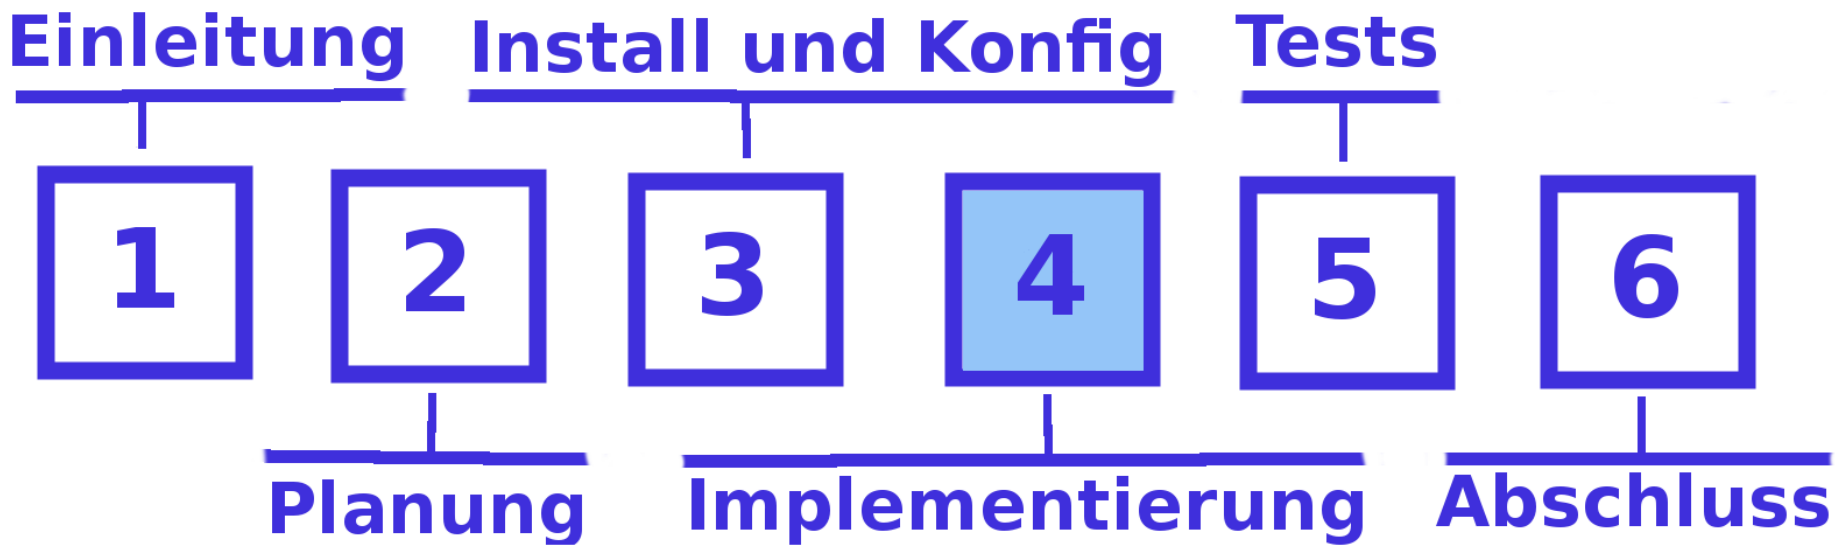 Einleitung Install und Konfig Tests
1 2 3 4 5 6
Planung Implementierung Abschluss